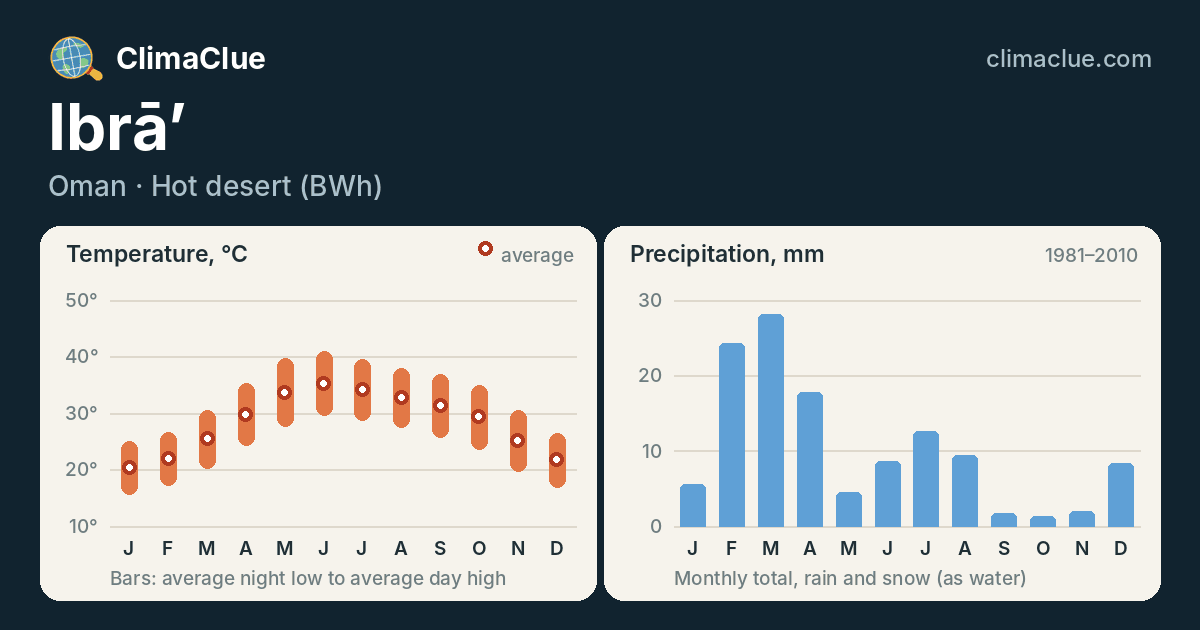 ClimaClue
climaclue.com
Ibrā’
Oman · Hot desert (BWh)
Temperature, °C
average
50°
40°
30°
20°
10°
J F M A M J J A S O N D
Bars: average night low to average day high
Precipitation, mm
1981–2010
30
20
10
0
J F M A M J J A S O N D
Monthly total, rain and snow (as water)